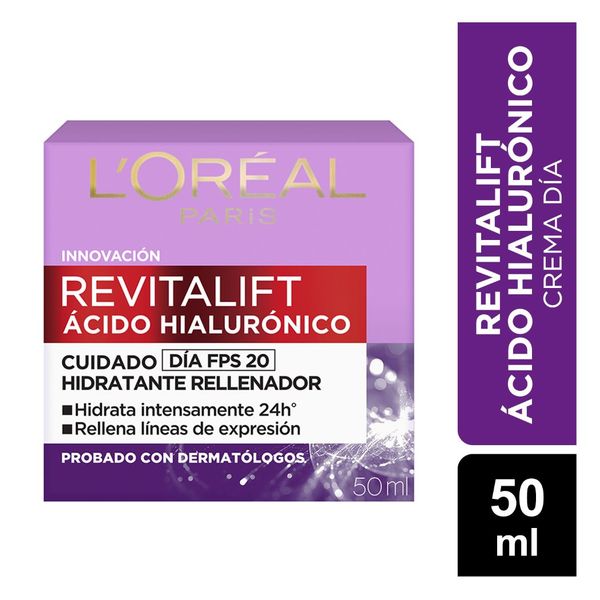 L'ORÉAL
PARIS
INNOVACIÓN
REVITALIFT
ÁCIDO HIALURÓNICO
CUIDADO DÍA FPS 20
HIDRATANTE RELLENADOR
■Hidrata intensamente 24h°
■Rellena líneas de expresión
PROBADO CON DERMATÓLOGOS
50 ml
REVITALIFT
ÁCIDO HIALURÓNICO
CREMA DÍA
50
ml